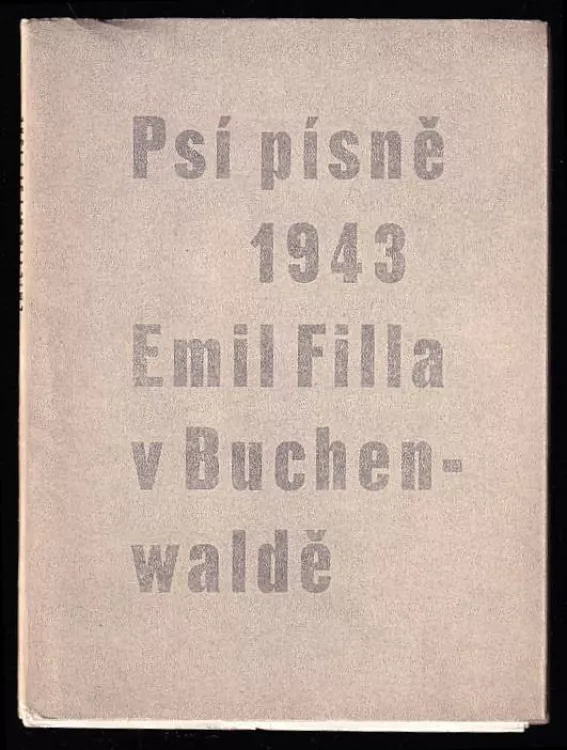 Psí písně
1943
Emil Filla
v Buchen-
waldě